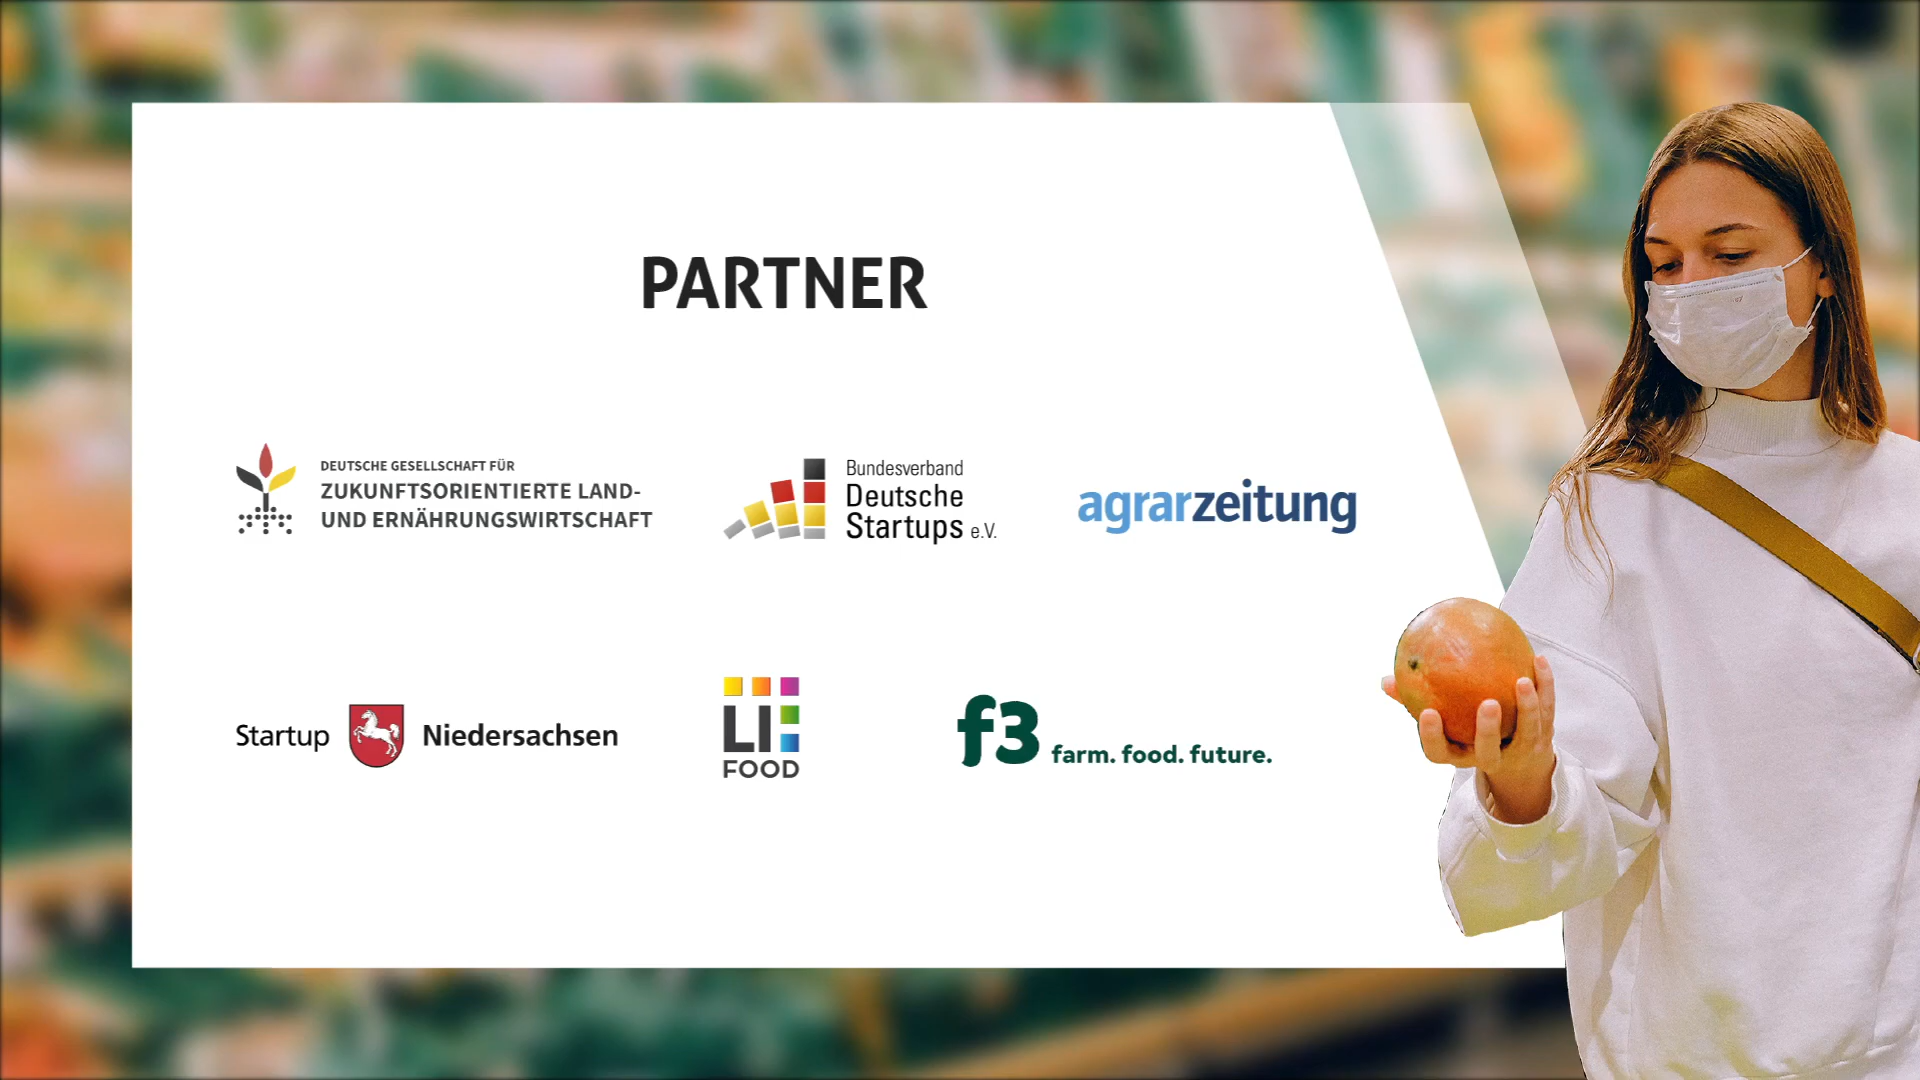 PARTNER
DEUTSCHE GESELLSCHAFT FÜR
ZUKUNFTSORIENTIERTE LAND-
UND ERNÄHRUNGSWIRTSCHAFT
Bundesverband
Deutsche
Startups e.V.
agrarzeitung
Startup Niedersachsen
LI
FOOD
f3 farm. food. future.